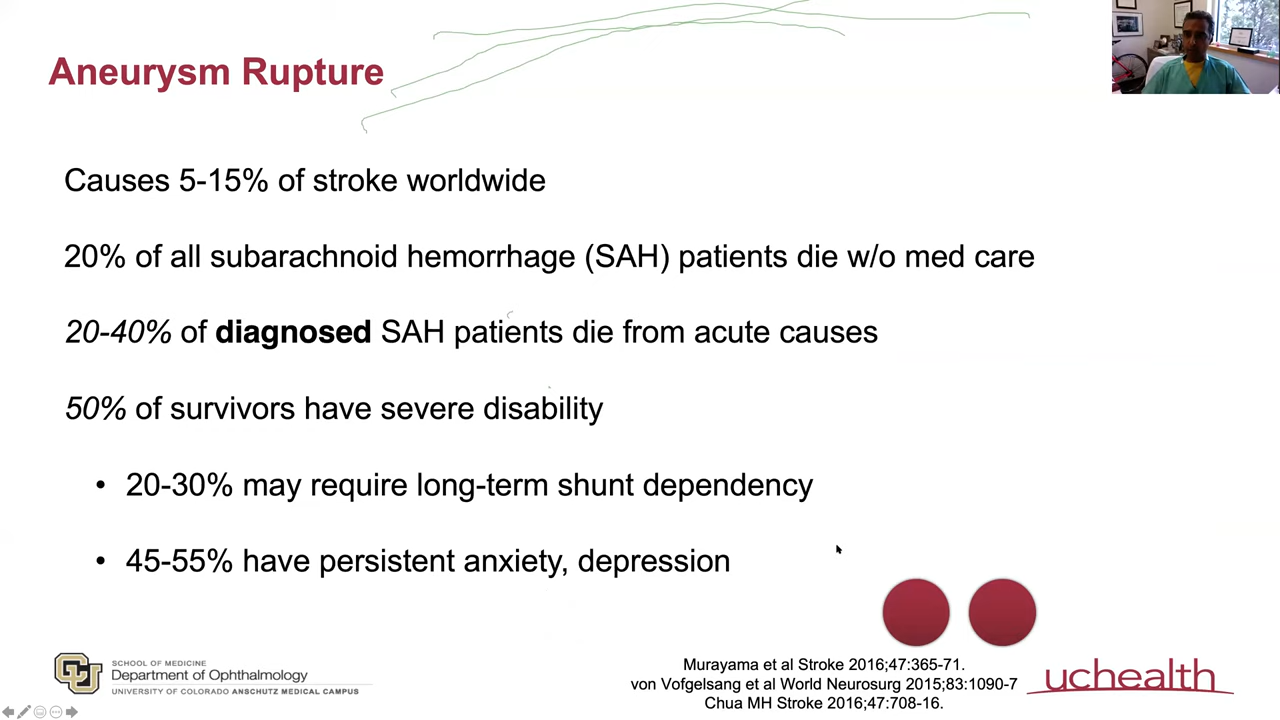 Aneurysm Rupture
Causes 5-15% of stroke worldwide
20% of all subarachnoid hemorrhage (SAH) patients die w/o med care
20-40% of diagnosed SAH patients die from acute causes
50% of survivors have severe disability
• 20-30% may require long-term shunt dependency
• 45-55% have persistent anxiety, depression
CU
SCHOOL OF MEDICINE
Department of Ophthalmology
UNIVERSITY OF COLORADO ANSCHUTZ MEDICAL CAMPUS
Murayama et al Stroke 2016;47:365-71.
von Vofgelsang et al World Neurosurg 2015;83:1090-7
Chua MH Stroke 2016;47:708-16.
uchealth